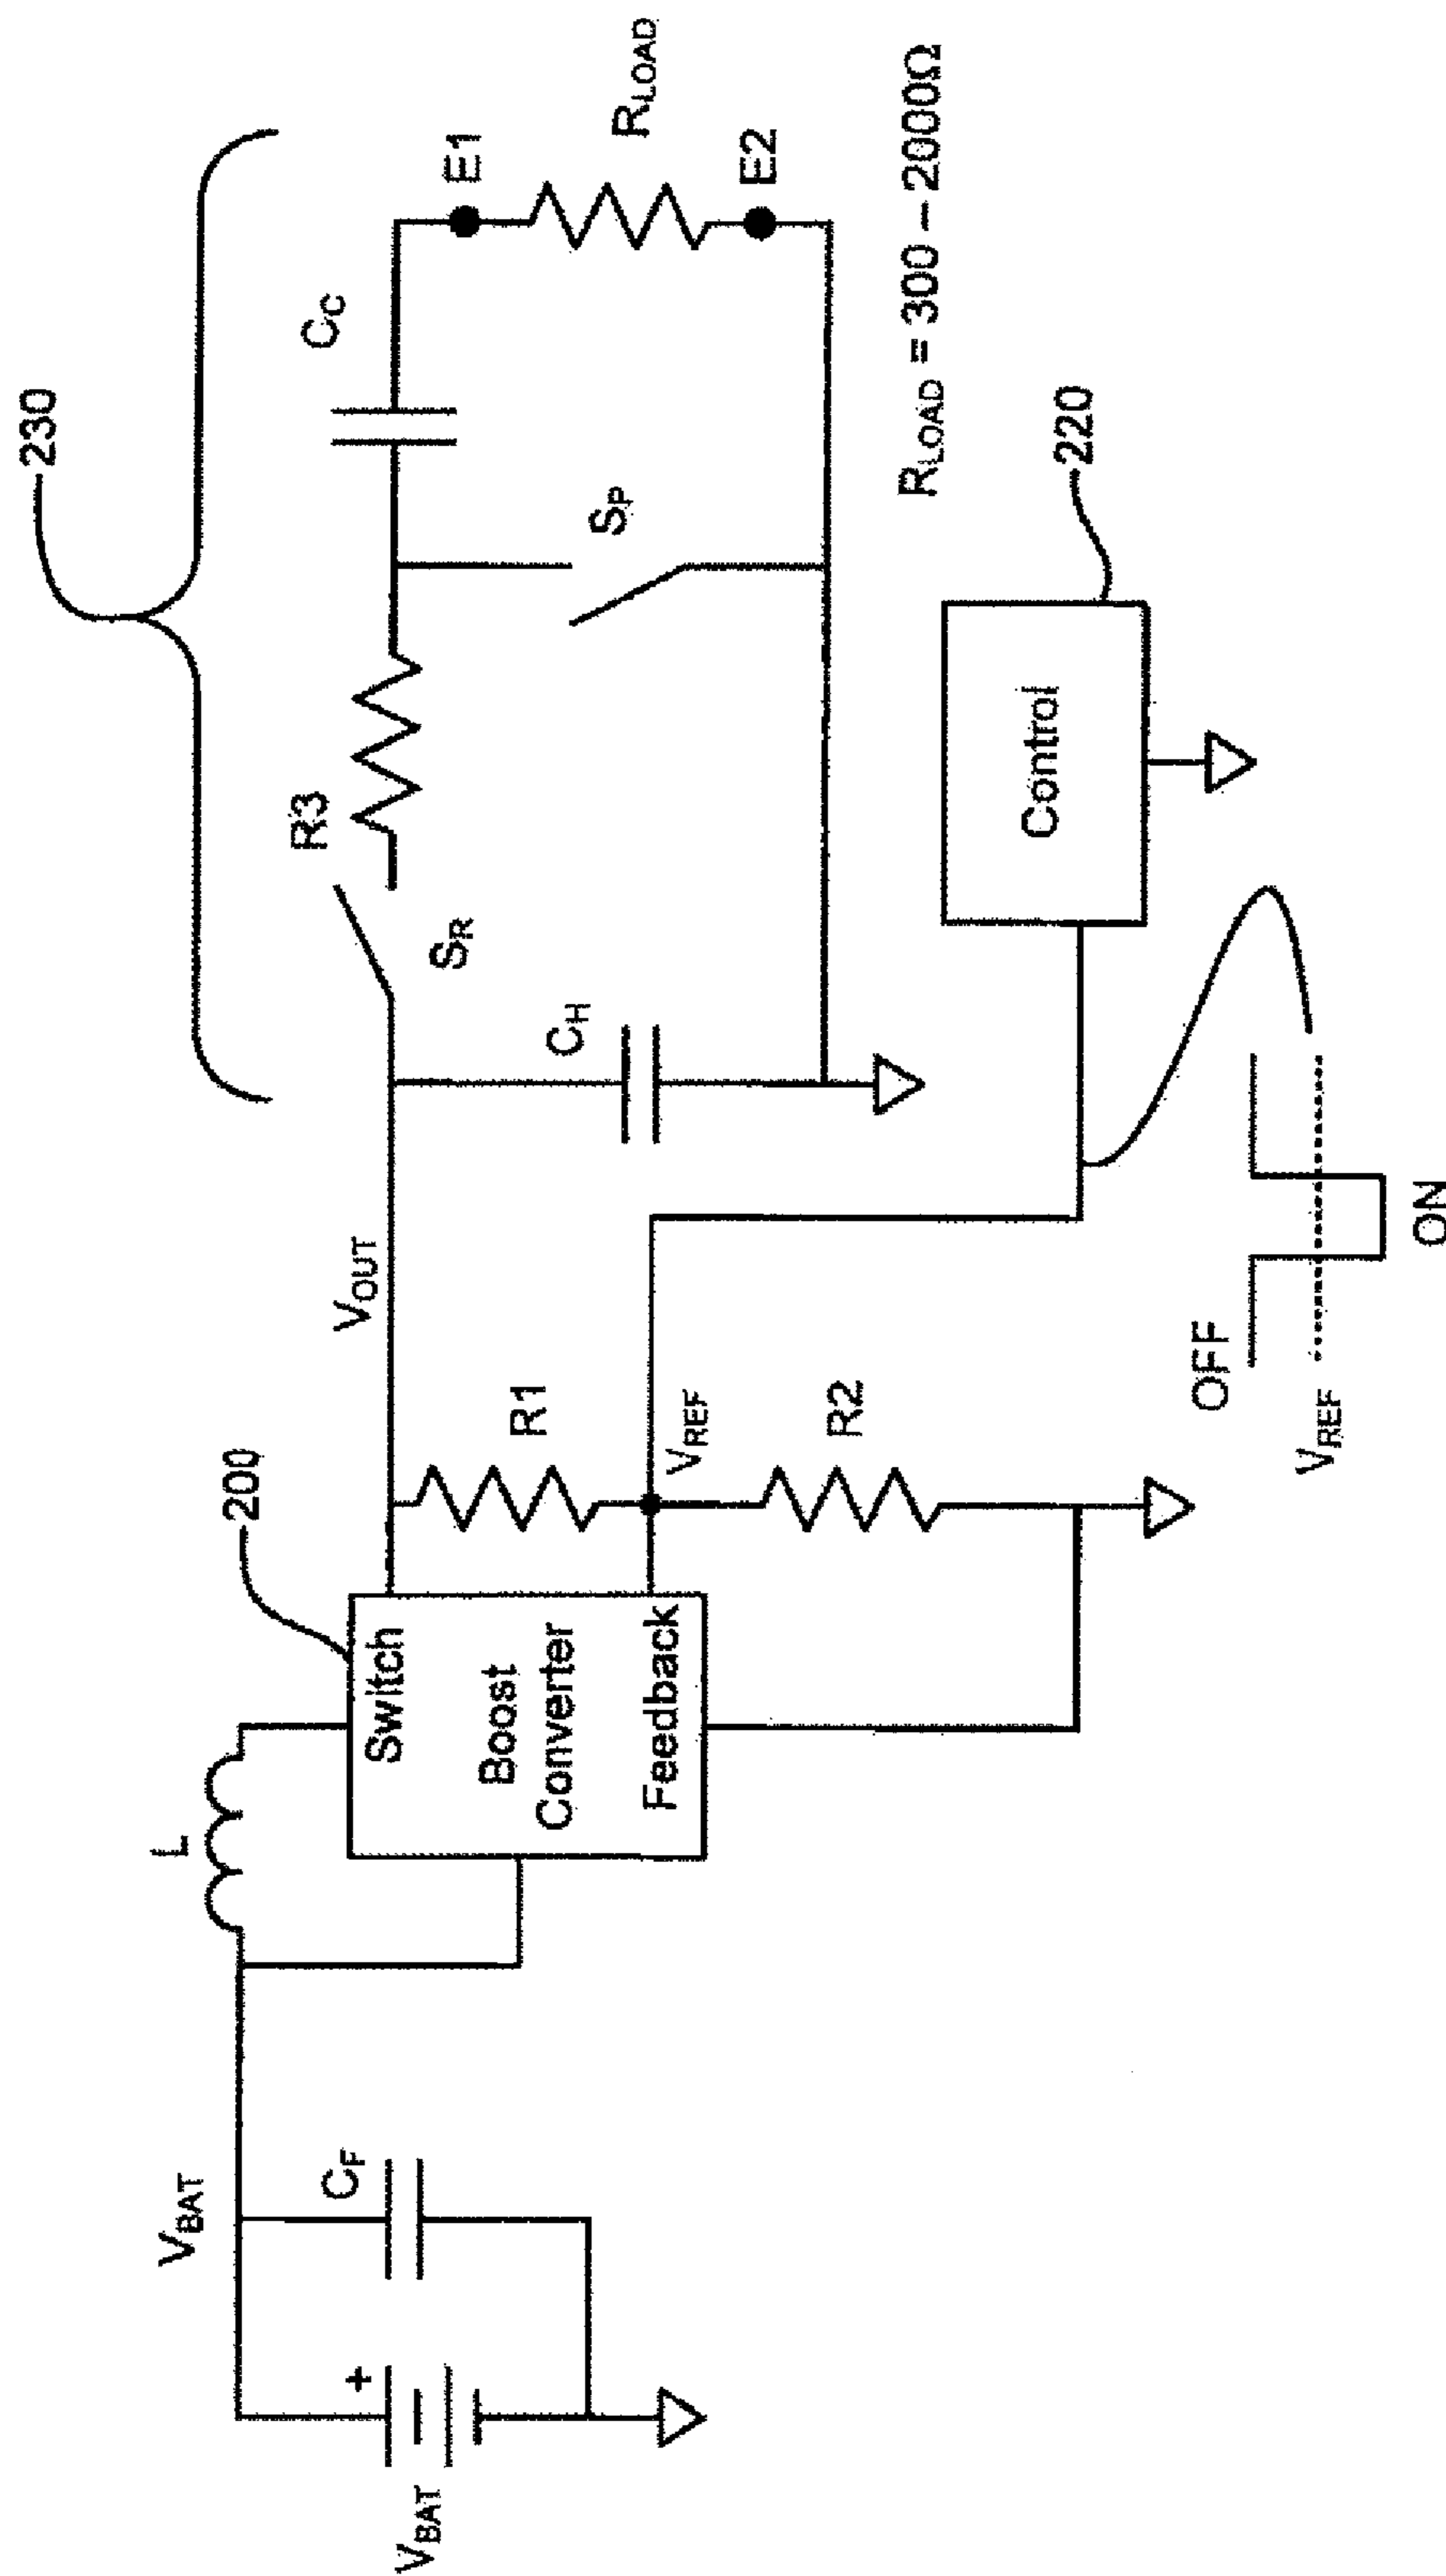 230
200
L
V_BAT
V_BAT
+
C_F
Switch
Boost
Converter
Feedback
V_OUT
R1
V_REF
R2
C_H
S_R
R3
S_P
C_C
E1
R_LOAD
E2
R_LOAD = 300 – 2000Ω
220
Control
OFF
V_REF
ON